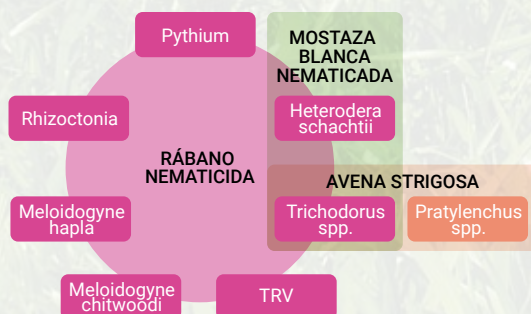 Pythium
MOSTAZA
BLANCA
NEMATICADA
Rhizoctonia
Heterodera
schachtii
RÁBANO
NEMATICIDA
AVENA STRIGOSA
Meloidogyne
hapla
Trichodorus
spp.
Pratylenchus
spp.
Meloidogyne
chitwoodi
TRV